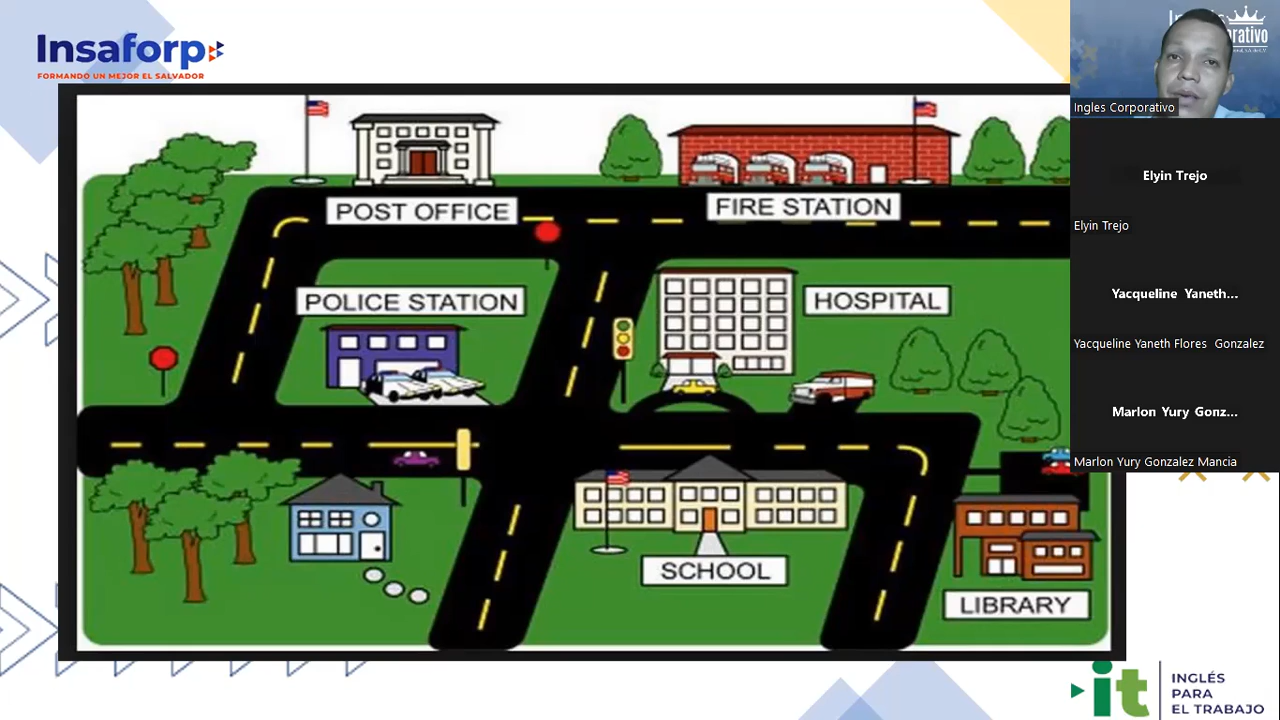 Insaforp
FORMANDO UN MEJOR EL SALVADOR
POST OFFICE
FIRE STATION
POLICE STATION
HOSPITAL
SCHOOL
LIBRARY
Ingles Corporativo
Elyin Trejo
Elyin Trejo
Yacqueline Yaneth...
Yacqueline Yaneth Flores Gonzalez
Marlon Yury Gonz...
Marlon Yury Gonzalez Mancia
it
INGLÉS
PARA
EL TRABAJO